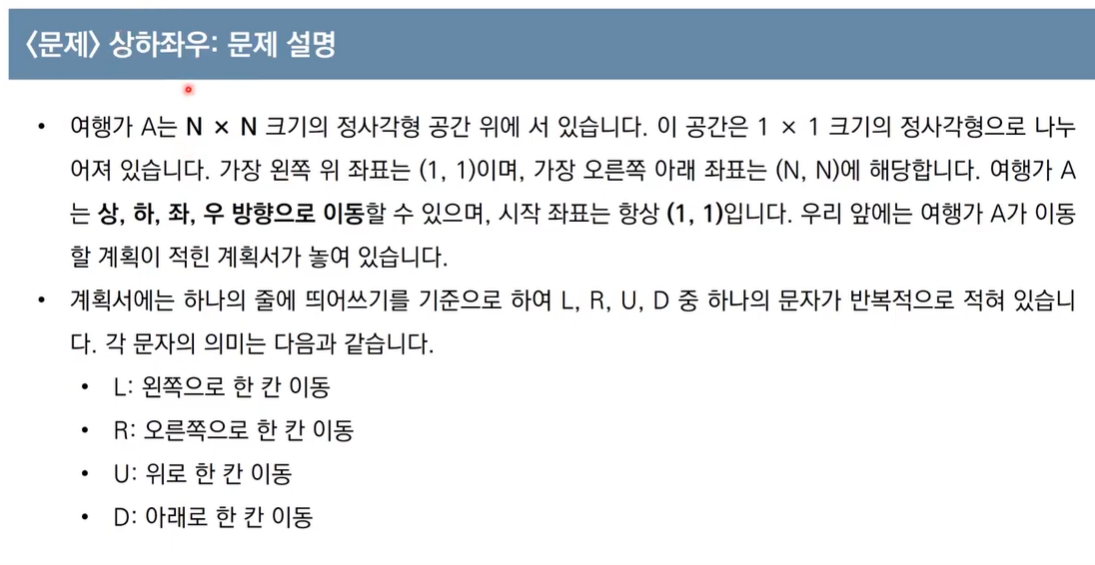 <문제> 상하좌우: 문제 설명
• 여행가 A는 N × N 크기의 정사각형 공간 위에 서 있습니다. 이 공간은 1 × 1 크기의 정사각형으로 나누
어져 있습니다. 가장 왼쪽 위 좌표는 (1, 1)이며, 가장 오른쪽 아래 좌표는 (N, N)에 해당합니다. 여행가 A
는 상, 하, 좌, 우 방향으로 이동할 수 있으며, 시작 좌표는 항상 (1, 1)입니다. 우리 앞에는 여행가 A가 이동
할 계획이 적힌 계획서가 놓여 있습니다.
• 계획서에는 하나의 줄에 띄어쓰기를 기준으로 하여 L, R, U, D 중 하나의 문자가 반복적으로 적혀 있습니
다. 각 문자의 의미는 다음과 같습니다.
• L: 왼쪽으로 한 칸 이동
• R: 오른쪽으로 한 칸 이동
• U: 위로 한 칸 이동
• D: 아래로 한 칸 이동